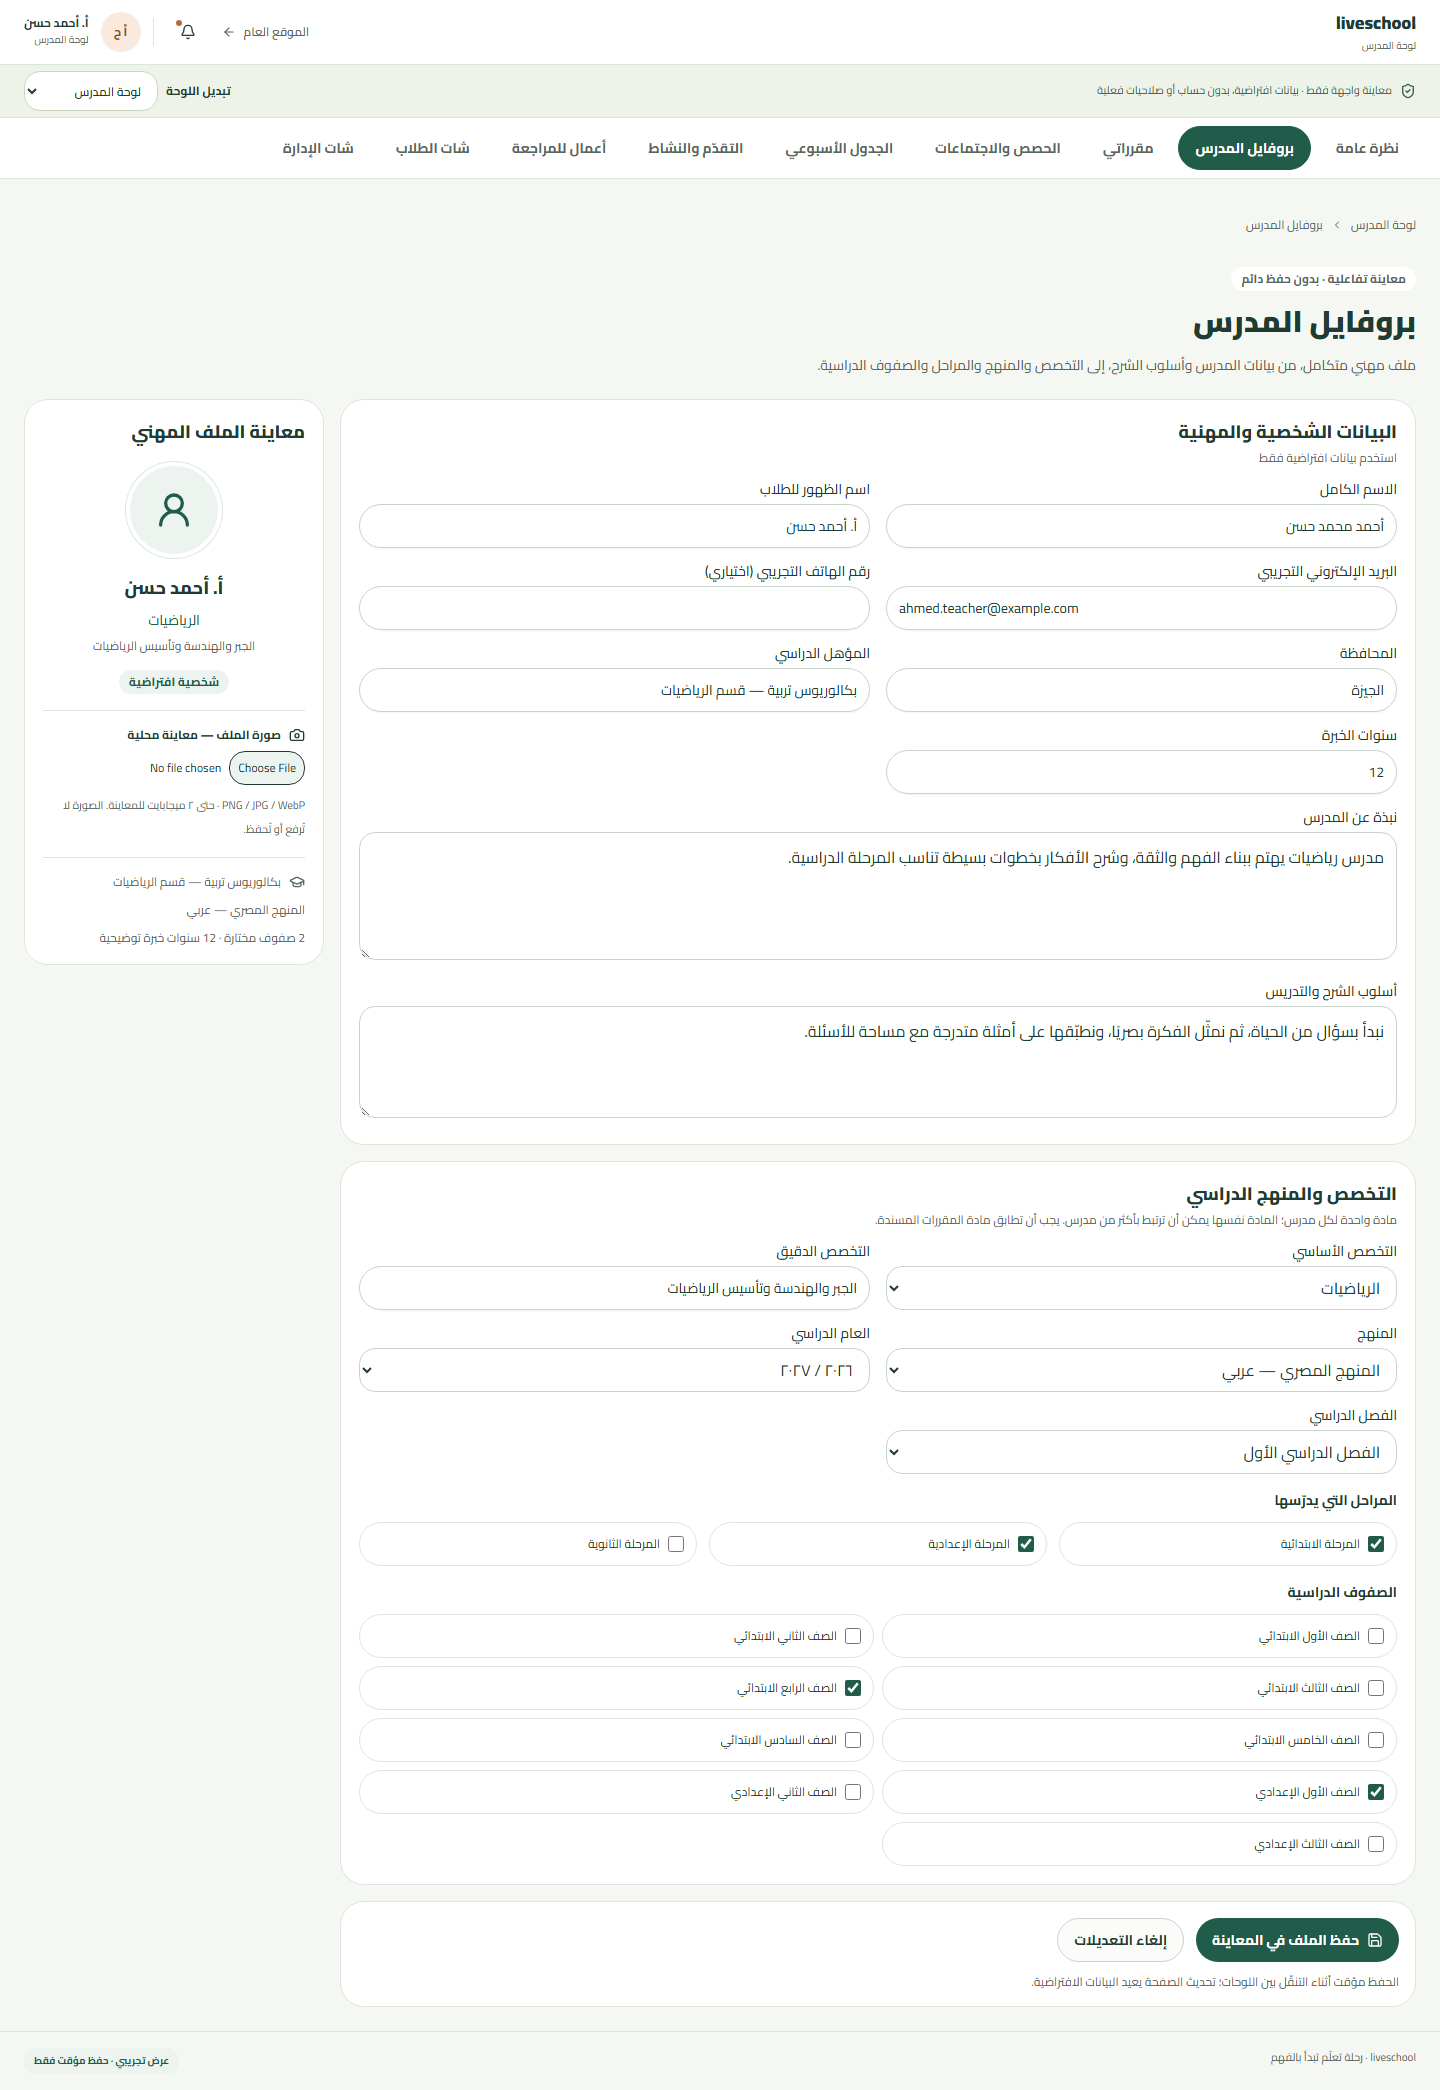 liveschool
لوحة المدرس
الموقع العام
أ ح
أ. أحمد حسن
لوحة المدرس
معاينة واجهة فقط · بيانات افتراضية، بدون حساب أو صلاحيات فعلية
تبديل اللوحة
لوحة المدرس
نظرة عامة
بروفايل المدرس
مقرراتي
الحصص والاجتماعات
الجدول الأسبوعي
التقدّم والنشاط
أعمال للمراجعة
شات الطلاب
شات الإدارة
لوحة المدرس
بروفايل المدرس
معاينة تفاعلية · بدون حفظ دائم
بروفايل المدرس
ملف مهني متكامل، من بيانات المدرس وأسلوب الشرح، إلى التخصص والمنهج والمراحل والصفوف الدراسية.
البيانات الشخصية والمهنية
استخدم بيانات افتراضية فقط
الاسم الكامل
أحمد محمد حسن
اسم الظهور للطلاب
أ. أحمد حسن
البريد الإلكتروني التجريبي
ahmed.teacher@example.com
رقم الهاتف التجريبي (اختياري)
المحافظة
الجيزة
المؤهل الدراسي
بكالوريوس تربية — قسم الرياضيات
سنوات الخبرة
12
نبذة عن المدرس
مدرس رياضيات يهتم ببناء الفهم والثقة، وشرح الأفكار بخطوات بسيطة تناسب المرحلة الدراسية.
أسلوب الشرح والتدريس
نبدأ بسؤال من الحياة، ثم نمثّل الفكرة بصريًا، ونطبّقها على أمثلة متدرجة مع مساحة للأسئلة.
معاينة الملف المهني
أ. أحمد حسن
الرياضيات
الجبر والهندسة وتأسيس الرياضيات
شخصية افتراضية
صورة الملف — معاينة محلية
Choose File No file chosen
PNG / JPG / WebP · حتى ٢ ميجابايت للمعاينة. الصورة لا
تُرفع أو تُحفظ.
بكالوريوس تربية — قسم الرياضيات
المنهج المصري — عربي
2 صفوف مختارة · 12 سنوات خبرة توضيحية
التخصص والمنهج الدراسي
مادة واحدة لكل مدرس؛ المادة نفسها يمكن أن ترتبط بأكثر من مدرس. يجب أن تطابق مادة المقررات المسندة.
التخصص الأساسي
الرياضيات
التخصص الدقيق
الجبر والهندسة وتأسيس الرياضيات
المنهج
المنهج المصري — عربي
العام الدراسي
٢٠٢٦ / ٢٠٢٧
الفصل الدراسي
الفصل الدراسي الأول
المراحل التي يدرّسها
المرحلة الابتدائية
المرحلة الإعدادية
المرحلة الثانوية
الصفوف الدراسية
الصف الأول الابتدائي
الصف الثاني الابتدائي
الصف الثالث الابتدائي
الصف الرابع الابتدائي
الصف الخامس الابتدائي
الصف السادس الابتدائي
الصف الأول الإعدادي
الصف الثاني الإعدادي
الصف الثالث الإعدادي
حفظ الملف في المعاينة
إلغاء التعديلات
الحفظ مؤقت أثناء التنقّل بين اللوحات؛ تحديث الصفحة يعيد البيانات الافتراضية.
liveschool · رحلة تعلّم تبدأ بالفهم
عرض تجريبي · حفظ مؤقت فقط